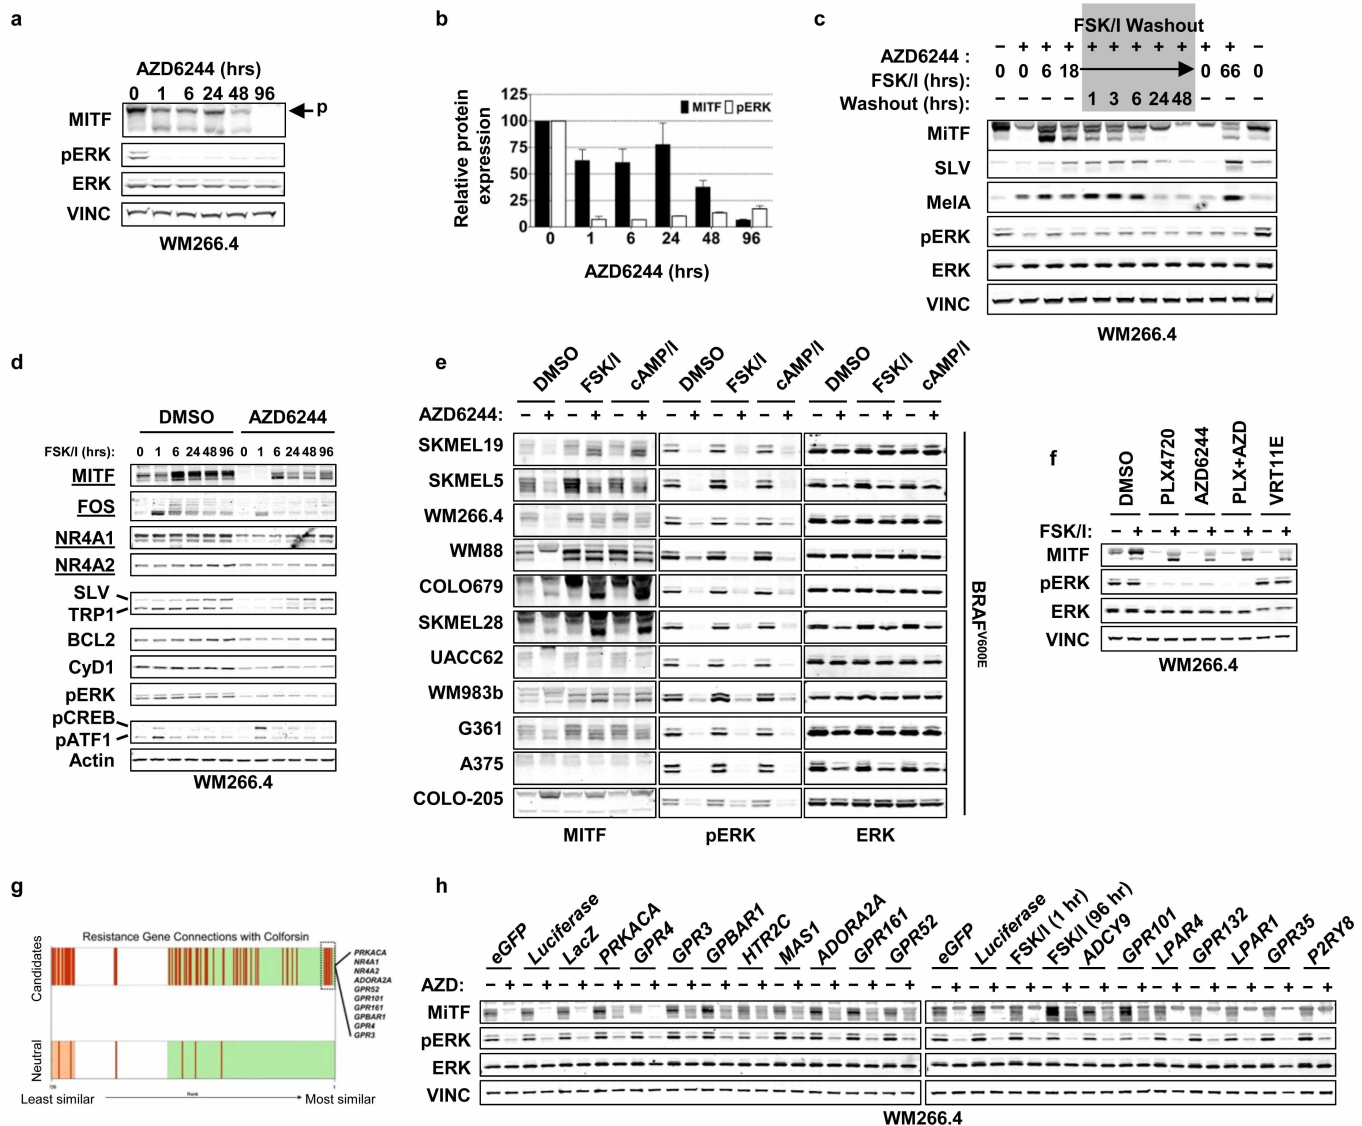 a
AZD6244 (hrs)
0 1 6 24 48 96
MITF
p
pERK
ERK
VINC
WM266.4
b
Relative protein
expression
125
100
75
50
25
0
MITF pERK
0 1 6 24 48 96
AZD6244 (hrs)
c
FSK/I Washout
AZD6244 : – + + + + + + + + + + –
FSK/I (hrs): 0 0 6 18 0 66 0
Washout (hrs): – – – – 1 3 6 24 48 – – –
MiTF
SLV
MelA
pERK
ERK
VINC
WM266.4
d
DMSO AZD6244
FSK/I (hrs): 0 1 6 24 48 96 0 1 6 24 48 96
MITF
FOS
NR4A1
NR4A2
SLV
TRP1
BCL2
CyD1
pERK
pCREB
pATF1
Actin
WM266.4
e
DMSO FSK/I cAMP/I DMSO FSK/I cAMP/I DMSO FSK/I cAMP/I
AZD6244: – + – + – + – + – + – + – + – + – +
SKMEL19
SKMEL5
WM266.4
WM88
COLO679
SKMEL28
UACC62
WM983b
G361
A375
COLO-205
BRAFV600E
MITF pERK ERK
f
DMSO PLX4720 AZD6244 PLX+AZD VRT11E
FSK/I: – + – + – + – + – +
MITF
pERK
ERK
VINC
WM266.4
g
Resistance Gene Connections with Colforsin
Candidates
Neutral
PRKACA
NR4A1
NR4A2
ADORA2A
GPR52
GPR101
GPR161
GPBAR1
GPR4
GPR3
Rank
Least similar Most similar
h
eGFP Luciferase LacZ PRKACA GPR4 GPR3 GPBAR1 HTR2C MAS1 ADORA2A GPR161 GPR52 eGFP Luciferase FSK/I (1 hr) FSK/I (96 hr) ADCY9 GPR101 LPAR4 GPR132 LPAR1 GPR35 P2RY8
AZD: – + – + – + – + – + – + – + – + – + – + – + – + – + – + – + – + – + – + – + – + – + – + – +
MiTF
pERK
ERK
VINC
WM266.4